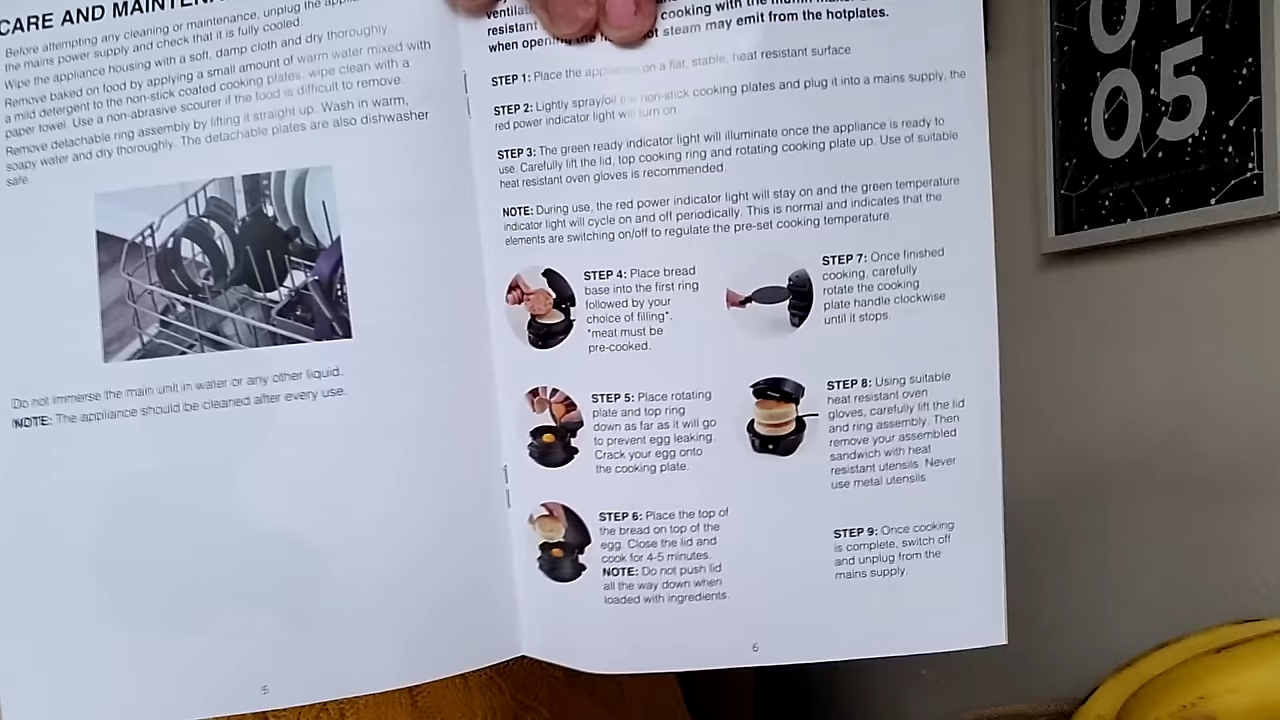 CARE AND
Before attempting any cleaning or maintenance, unplug the
the mains power supply and check that it is fully cooled.
Wipe the appliance housing with a soft, damp cloth and dry thoroughly.
Remove baked on food by applying a small amount of warm water mixed with
a mild detergent to the non-stick coated cooking plates, wipe clean with a
paper towel. Use a non-abrasive scourer if the food is difficult to remove.
Remove detachable ring assembly by lifting it straight up. Wash in warm,
soapy water and dry thoroughly. The detachable plates are also dishwasher
safe.
Do not immerse the main unit in water or any other liquid.
NOTE: The appliance should be cleaned after every use.
5
cooking with the
resistant
when opening the steam may emit from the hotplates.
STEP 1: Place the appliance on a flat, stable, heat resistant surface.
STEP 2: Lightly spray/oil the non-stick cooking plates and plug it into a mains supply, the
red power indicator light will turn on.
STEP 3: The green ready indicator light will illuminate once the appliance is ready to
use. Carefully lift the lid, top cooking ring and rotating cooking plate up. Use of suitable
heat resistant oven gloves is recommended.
NOTE: During use, the red power indicator light will stay on and the green temperature
indicator light will cycle on and off periodically. This is normal and indicates that the
elements are switching on/off to regulate the pre-set cooking temperature.
STEP 4: Place bread
base into the first ring
followed by your
choice of filling*.
*meat must be
pre-cooked.
STEP 5: Place rotating
plate and top ring
down as far as it will go
to prevent egg leaking.
Crack your egg onto
the cooking plate.
STEP 6: Place the top of
the bread on top of the
egg. Close the lid and
cook for 4-5 minutes.
NOTE: Do not push lid
all the way down when
loaded with ingredients.
STEP 7: Once finished
cooking, carefully
rotate the cooking
plate handle clockwise
until it stops.
STEP 8: Using suitable
heat resistant oven
gloves, carefully lift the lid
and ring assembly. Then
remove your assembled
sandwich with heat
resistant utensils. Never
use metal utensils.
STEP 9: Once cooking
is complete, switch off
and unplug from the
mains supply.
6
05